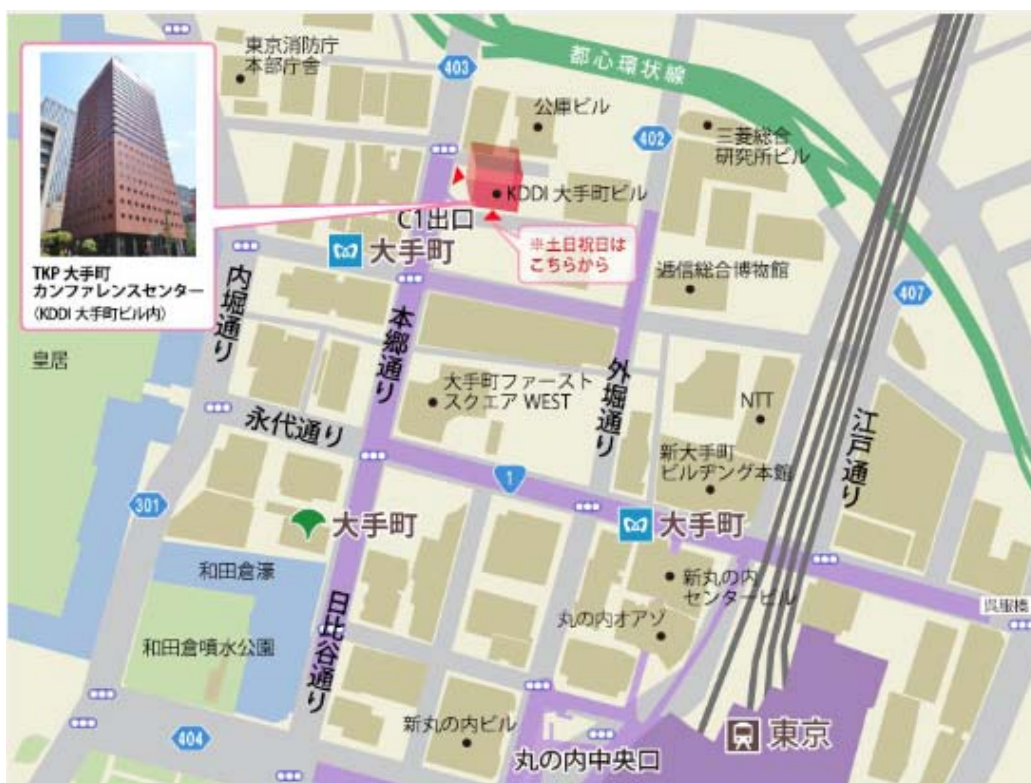 東京消防庁
本部庁舎
403
都心環状線
公庫ビル
402
三菱総合
研究所ビル
KDDI 大手町ビル
C1出口
大手町
※土日祝日は
こちらから
TKP 大手町
カンファレンスセンター
(KDDI 大手町ビル内)
内堀通り
本郷通り
逓信総合博物館
407
皇居
大手町ファースト
スクエア WEST
外堀通り
NTT
江戸通り
永代通り
新大手町
ビルヂング本館
1
301
大手町
大手町
和田倉濠
新丸の内
センタービル
呉服橋
丸の内オアゾ
和田倉噴水公園
日比谷通り
新丸の内ビル
404
丸の内中央口
東京